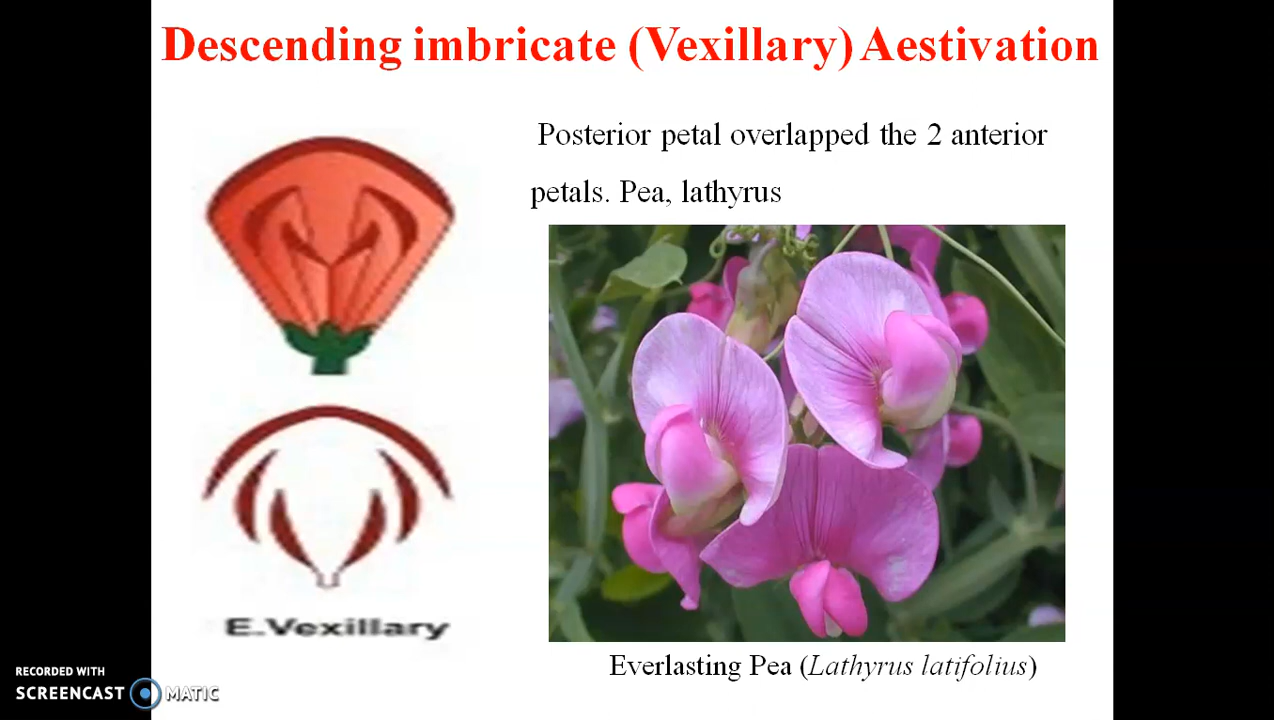 Descending imbricate (Vexillary) Aestivation
Posterior petal overlapped the 2 anterior
petals. Pea, lathyrus
E.Vexillary
Everlasting Pea (Lathyrus latifolius)
RECORDED WITH
SCREENCAST MATIC